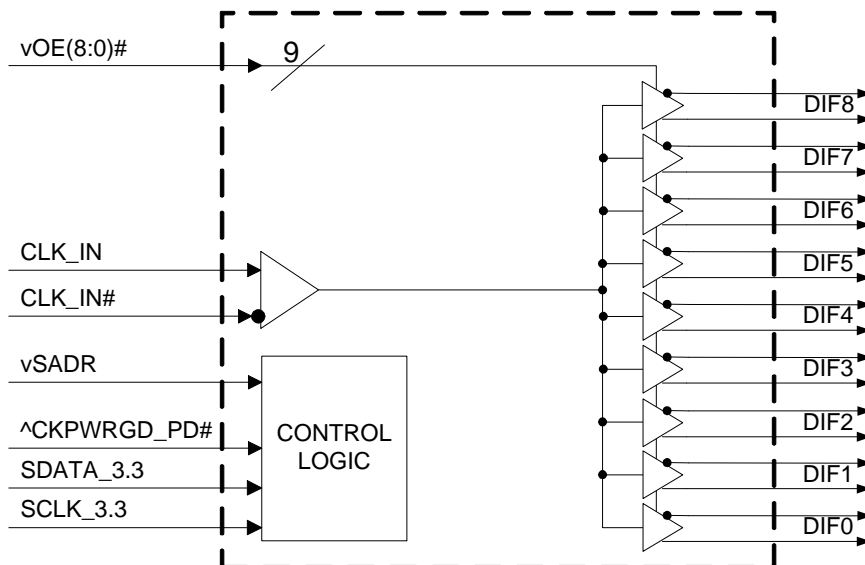 vOE(8:0)#
9
DIF8
DIF7
DIF6
CLK_IN
DIF5
CLK_IN#
DIF4
vSADR
DIF3
^CKPWRGD_PD#
CONTROL
LOGIC
DIF2
SDATA_3.3
DIF1
SCLK_3.3
DIF0